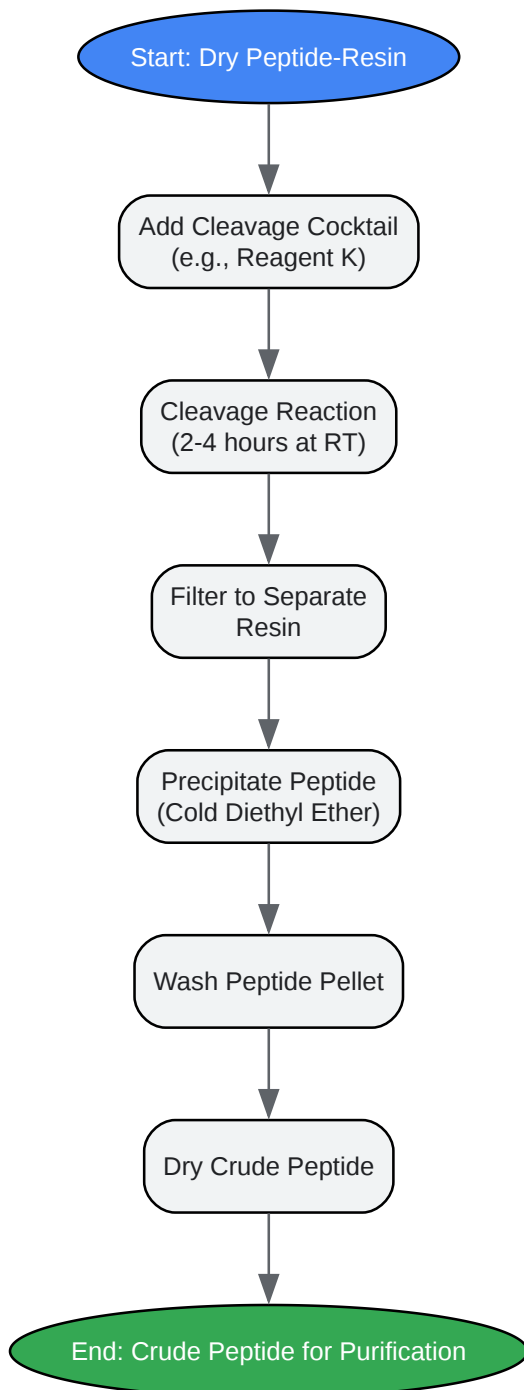 Start: Dry Peptide-Resin
Add Cleavage Cocktail
(e.g., Reagent K)
Cleavage Reaction
(2-4 hours at RT)
Filter to Separate
Resin
Precipitate Peptide
(Cold Diethyl Ether)
Wash Peptide Pellet
Dry Crude Peptide
End: Crude Peptide for Purification